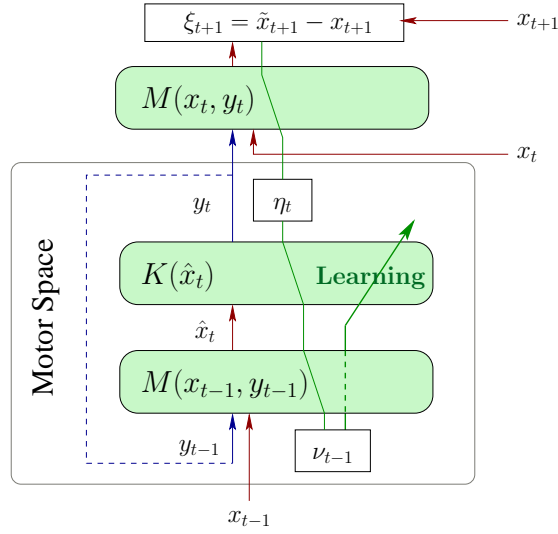 ξ_{t+1} = x̃_{t+1} − x_{t+1}
x_{t+1}
M(x_t, y_t)
x_t
y_t
η_t
K(x̂_t)
Learning
Motor Space
x̂_t
M(x_{t-1}, y_{t-1})
y_{t-1}
ν_{t-1}
x_{t-1}